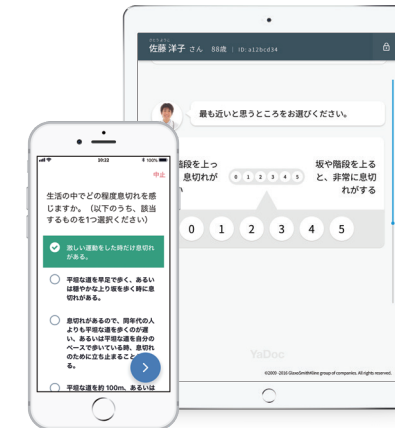 さとうようこ
佐藤 洋子 さん 88歳 | ID: a12bcd34
最も近いと思うところをお選びください。
階段を上っ
息切れが
い
0 1 2 3 4 5
坂や階段を上る
と、非常に息切
れがする
0 1 2 3 4 5
YaDoc
©2009-2016 GlaxoSmithKline group of companies. All rights reserved.
20:22
100%
中止
生活の中でどの程度息切れを感
じますか。(以下のうち、該当
するものを1つ選択ください)
激しい運動をした時だけ息切れ
がある。
平坦な道を早足で歩く、あるい
は穏やかな上り坂を歩く時に息
切れがある。
息切れがあるので、同年代の人
よりも平坦な道を歩くのが遅
い、あるいは平坦な道を自分の
ペースで歩いている時、息切れ
のために立ち止まること
る。
平坦な道を約 100m、あるいは